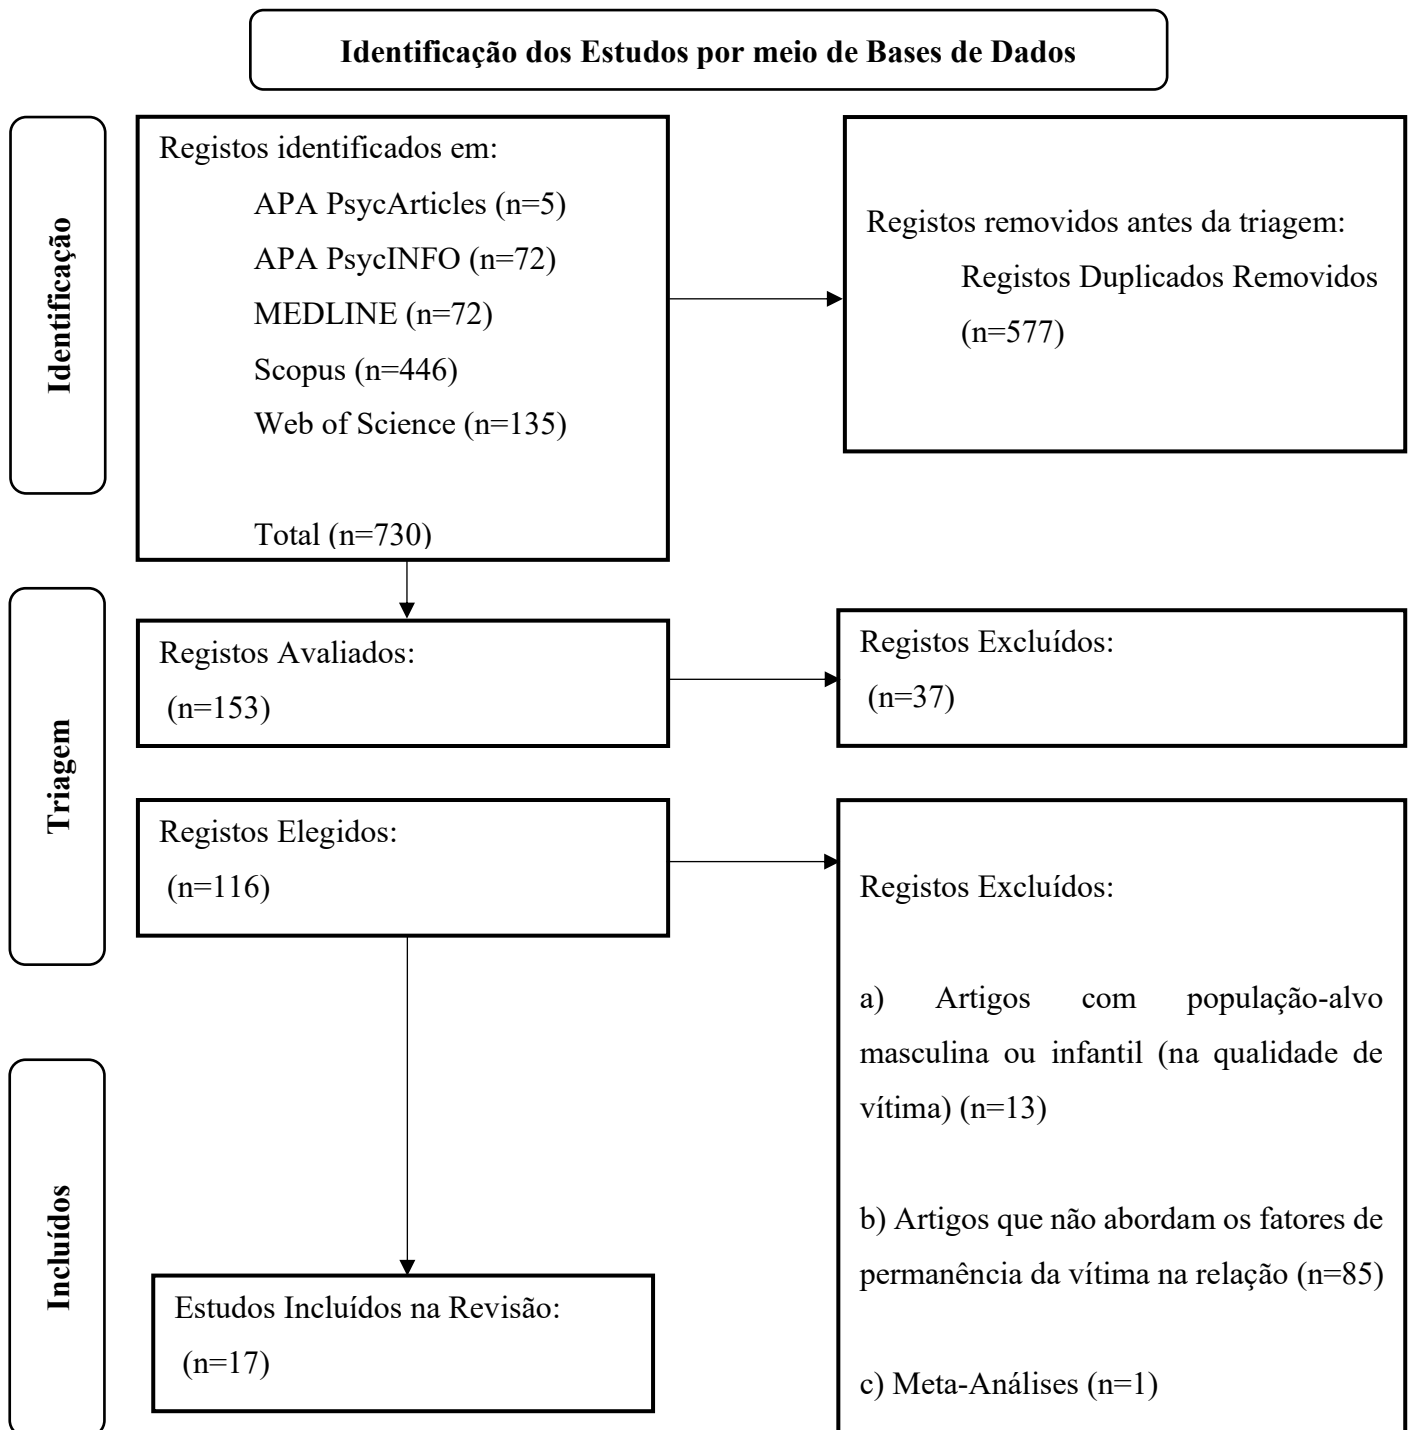 Identificação dos Estudos por meio de Bases de Dados
Identificação
Registos identificados em:
APA PsycArticles (n=5)
APA PsycINFO (n=72)
MEDLINE (n=72)
Scopus (n=446)
Web of Science (n=135)
Total (n=730)
Registos removidos antes da triagem:
Registos Duplicados Removidos
(n=577)
Triagem
Registos Avaliados:
(n=153)
Registos Excluídos:
(n=37)
Registos Elegidos:
(n=116)
Registos Excluídos:
a) Artigos com população-alvo
masculina ou infantil (na qualidade de
vítima) (n=13)
b) Artigos que não abordam os fatores de
permanência da vítima na relação (n=85)
c) Meta-Análises (n=1)
Incluídos
Estudos Incluídos na Revisão:
(n=17)